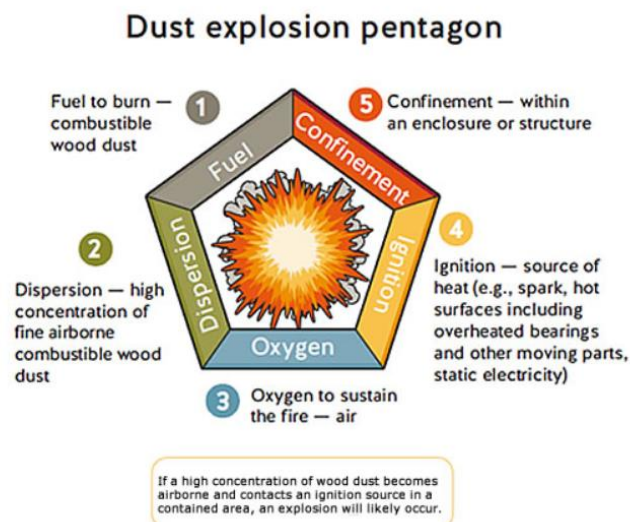 Dust explosion pentagon
1
Fuel to burn —
combustible
wood dust
Fuel
5
Confinement — within
an enclosure or structure
Confinement
2
Dispersion — high
concentration of
fine airborne
combustible wood
dust
Dispersion
4
Ignition — source of
heat (e.g., spark, hot
surfaces including
overheated bearings
and other moving parts,
static electricity)
Ignition
Oxygen
3
Oxygen to sustain
the fire — air
If a high concentration of wood dust becomes
airborne and contacts an ignition source in a
contained area, an explosion will likely occur.